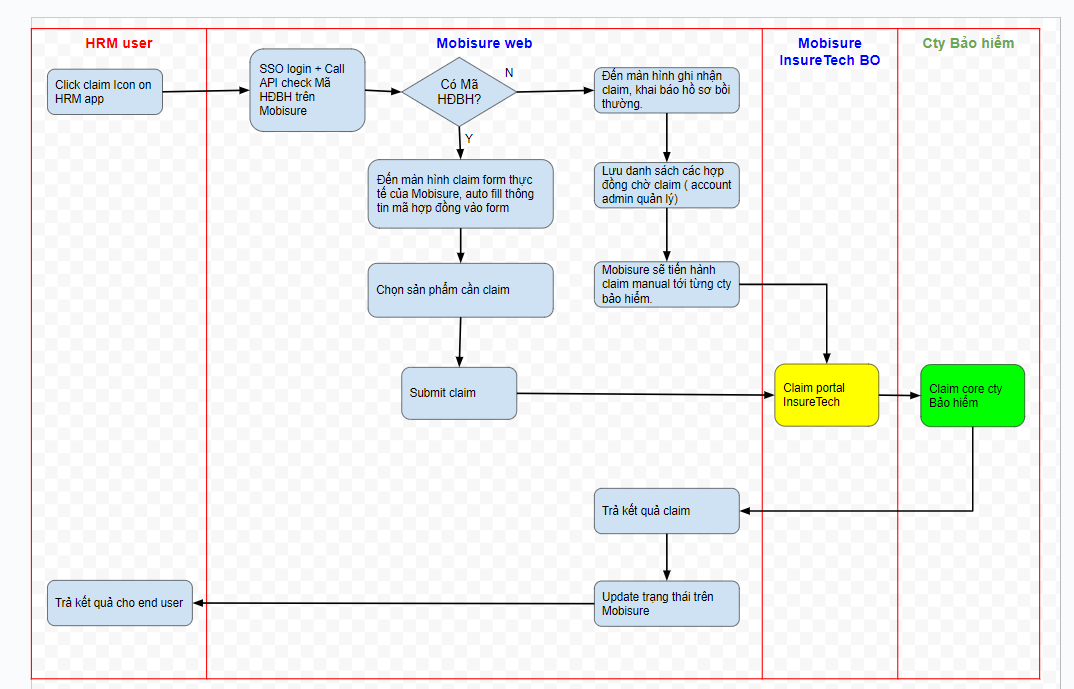 HRM user
Mobisure web
Mobisure
InsureTech BO
Cty Bảo hiểm
Click claim Icon on
HRM app
SSO login + Call
API check Mã
HĐBH trên
Mobisure
Có Mã
HĐBH?
N
Y
Đến màn hình ghi nhận
claim, khai báo hồ sơ bồi
thường.
Đến màn hình claim form thực
tế của Mobisure, auto fill thông
tin mã hợp đồng vào form
Lưu danh sách các hợp
đồng chờ claim ( account
admin quản lý)
Chọn sản phẩm cần claim
Mobisure sẽ tiến hành
claim manual tới từng cty
bảo hiểm.
Submit claim
Claim portal
InsureTech
Claim core cty
Bảo hiểm
Trả kết quả claim
Trả kết quả cho end user
Update trạng thái trên
Mobisure